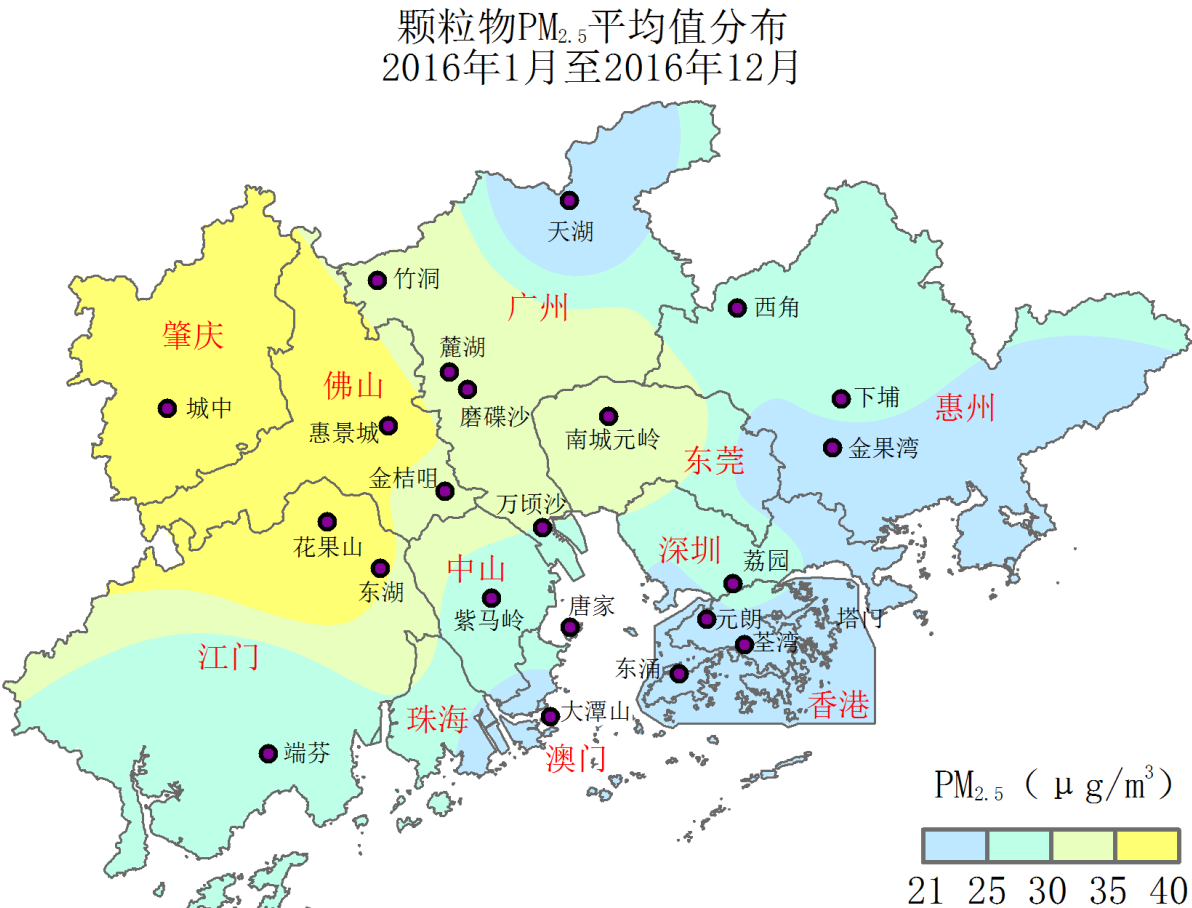 颗粒物PM2.5平均值分布
2016年1月至2016年12月
天湖
竹洞
广州
西角
肇庆
麓湖
佛山
磨碟沙
城中
惠景城
南城元岭
下埔
惠州
金果湾
东莞
金桔咀
万顷沙
花果山
深圳
荔园
东湖
中山
紫马岭
唐家
元朗
塔门
荃湾
江门
东涌
香港
珠海
大潭山
澳门
端芬
PM2.5 (μg/m3)
21 25 30 35 40